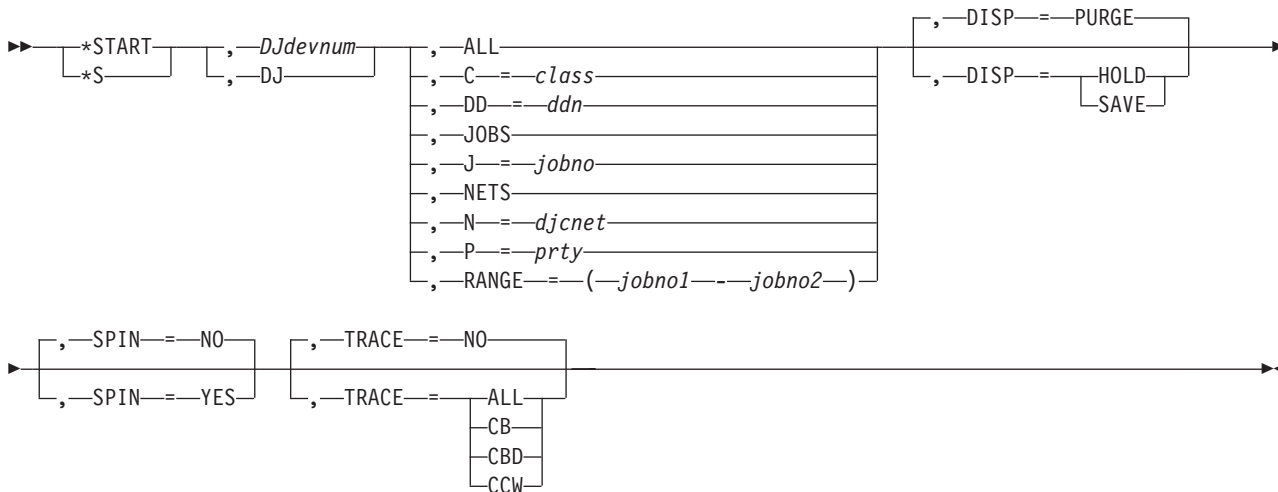 , DISP = PURGE
*START , DJdevnum , ALL
*S , DJ , C = class , DISP = HOLD
, DD = ddn SAVE
, JOBS
, J = jobno
, NETS
, N = djcnet
, P = prty
, RANGE = ( jobno1 - jobno2 )
, SPIN = NO , TRACE = NO
, SPIN = YES , TRACE = ALL
CB
CBD
CCW